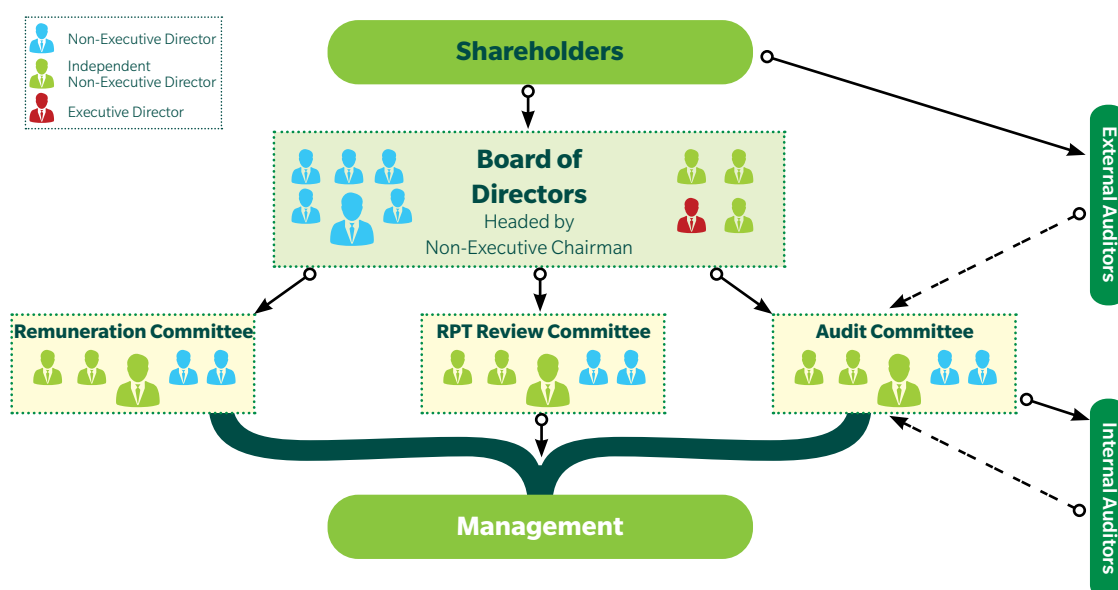 Non-Executive Director
Independent
Non-Executive Director
Executive Director
Shareholders
Board of
Directors
Headed by
Non-Executive Chairman
External Auditors
Remuneration Committee
RPT Review Committee
Audit Committee
Internal Auditors
Management